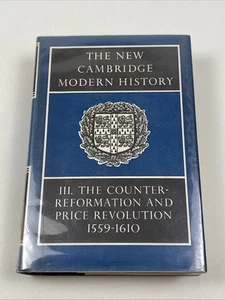 THE NEW
CAMBRIDGE
MODERN HISTORY
III. THE COUNTER-
REFORMATION AND
PRICE REVOLUTION
1559-1610